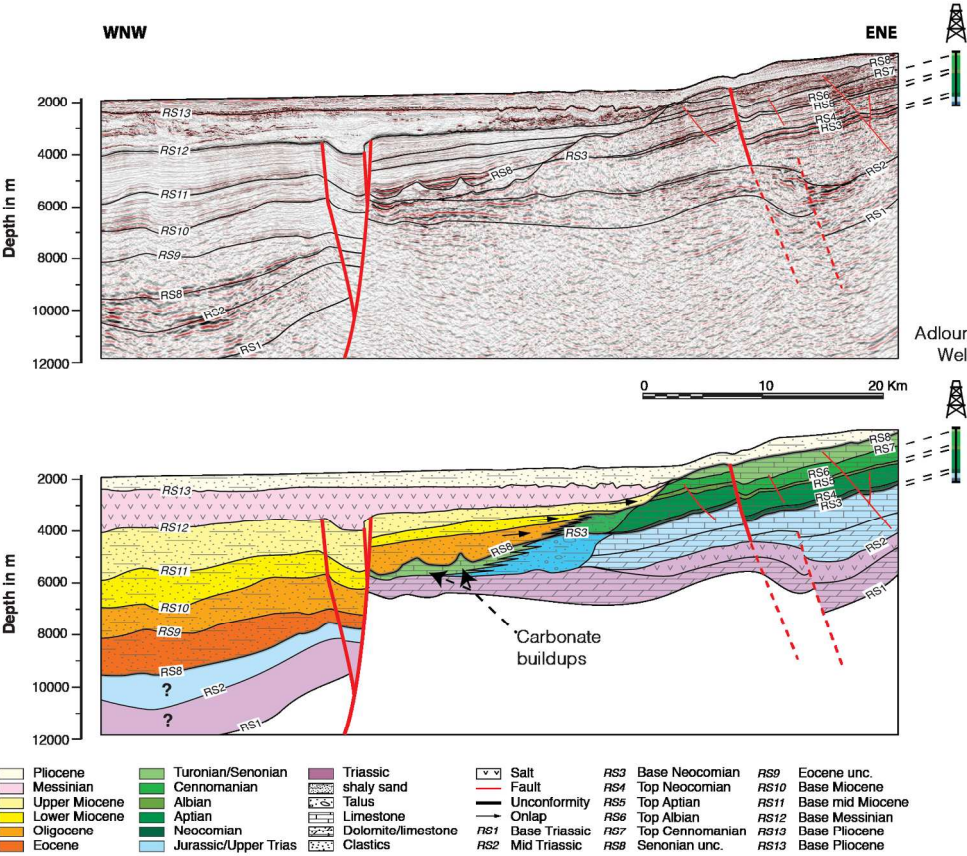 WNW
ENE
RS8
RS7
2000
RS13
RS6
RS5
RS4
RS3
4000
RS12
RS3
RS2
RS8
RS11
6000
RS1
RS10
8000
RS9
RS8
10000
RS2
RS1
12000
Depth in m
Adlour
Wel
0 10 20 Km
RS8
RS7
2000
RS13
RS6
RS5
RS4
RS3
4000
RS12
RS3
RS8
RS2
RS11
6000
RS1
RS10
8000
RS9
Carbonate
buildups
RS8
?
RS2
10000
?
RS1
12000
Depth in m
Pliocene Turonian/Senonian Triassic Salt RS3 Base Neocomian RS9 Eocene unc.
Messinian Cennomanian shaly sand Fault RS4 Top Neocomian RS10 Base Miocene
Upper Miocene Albian Talus Unconformity RS5 Top Aptian RS11 Base mid Miocene
Lower Miocene Aptian Limestone Onlap RS6 Top Albian RS12 Base Messinian
Oligocene Neocomian Dolomite/limestone RS1 Base Triassic RS7 Top Cennomanian RS13 Base Pliocene
Eocene Jurassic/Upper Trias Clastics RS2 Mid Triassic RS8 Senonian unc. RS13 Base Pliocene